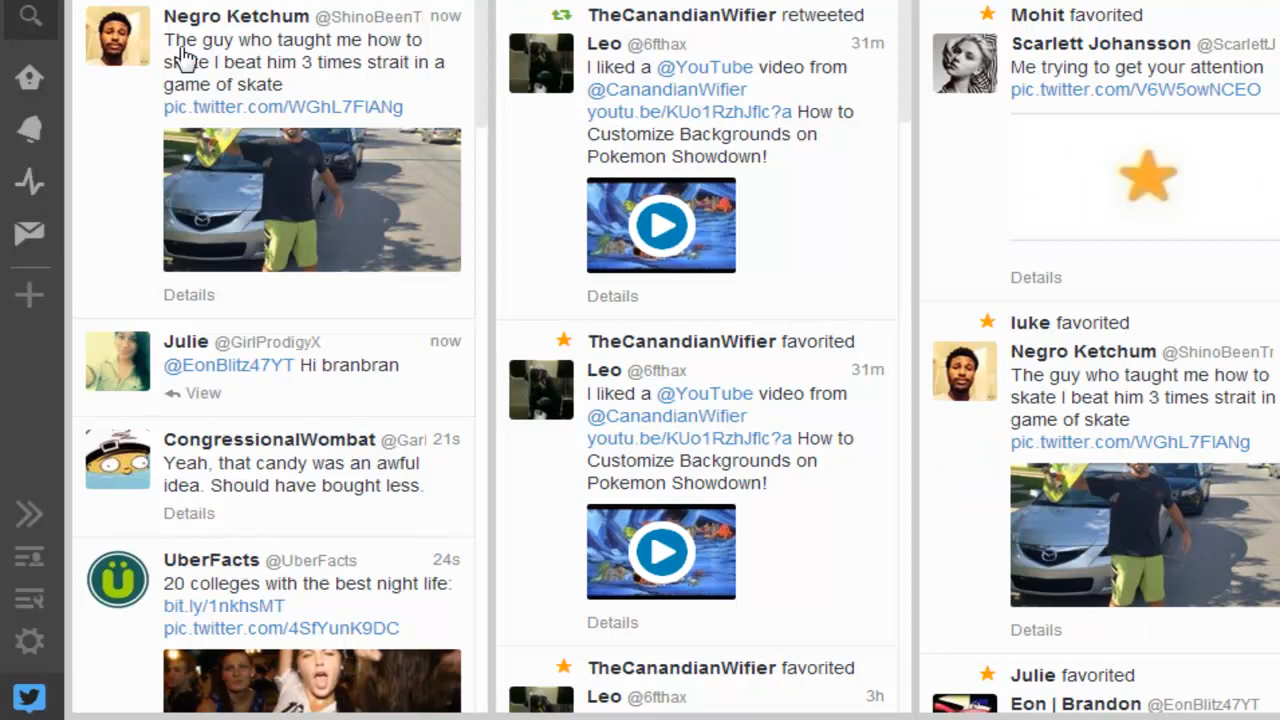 Negro Ketchum @ShinoBeenT now
The guy who taught me how to
skate I beat him 3 times strait in a
game of skate
pic.twitter.com/WGhL7FlANg
Details
Julie @GirlProdigyX now
@EonBlitz47YT Hi branbran
View
CongressionalWombat @Garl 21s
Yeah, that candy was an awful
idea. Should have bought less.
Details
UberFacts @UberFacts 24s
20 colleges with the best night life:
bit.ly/1nkhsMT
pic.twitter.com/4SfYunK9DC
TheCanandianWifier retweeted
Leo @6fthax 31m
I liked a @YouTube video from
@CanandianWifier
youtu.be/KUo1RzhJflc?a How to
Customize Backgrounds on
Pokemon Showdown!
Details
TheCanandianWifier favorited
Leo @6fthax 31m
I liked a @YouTube video from
@CanandianWifier
youtu.be/KUo1RzhJflc?a How to
Customize Backgrounds on
Pokemon Showdown!
Details
TheCanandianWifier favorited
Leo @6fthax 3h
Mohit favorited
Scarlett Johansson @ScarlettJ
Me trying to get your attention
pic.twitter.com/V6W5owNCEO
Details
luke favorited
Negro Ketchum @ShinoBeenTr
The guy who taught me how to
skate I beat him 3 times strait in
game of skate
pic.twitter.com/WGhL7FlANg
Details
Julie favorited
Eon | Brandon @EonBlitz47YT